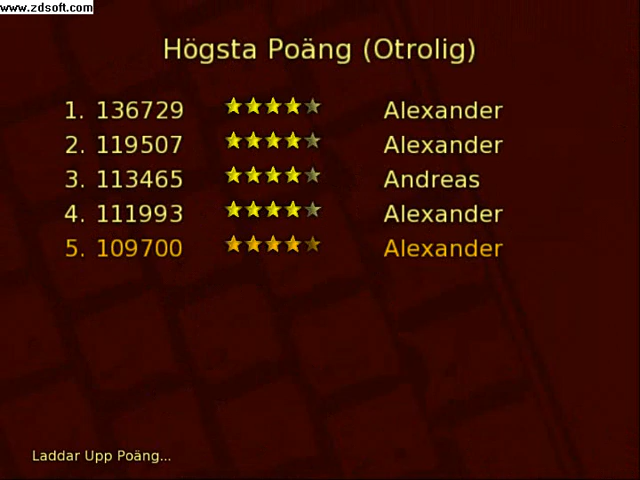 www.zdsoft.com
Högsta Poäng (Otrolig)
1. 136729 Alexander
2. 119507 Alexander
3. 113465 Andreas
4. 111993 Alexander
5. 109700 Alexander
Laddar Upp Poäng...